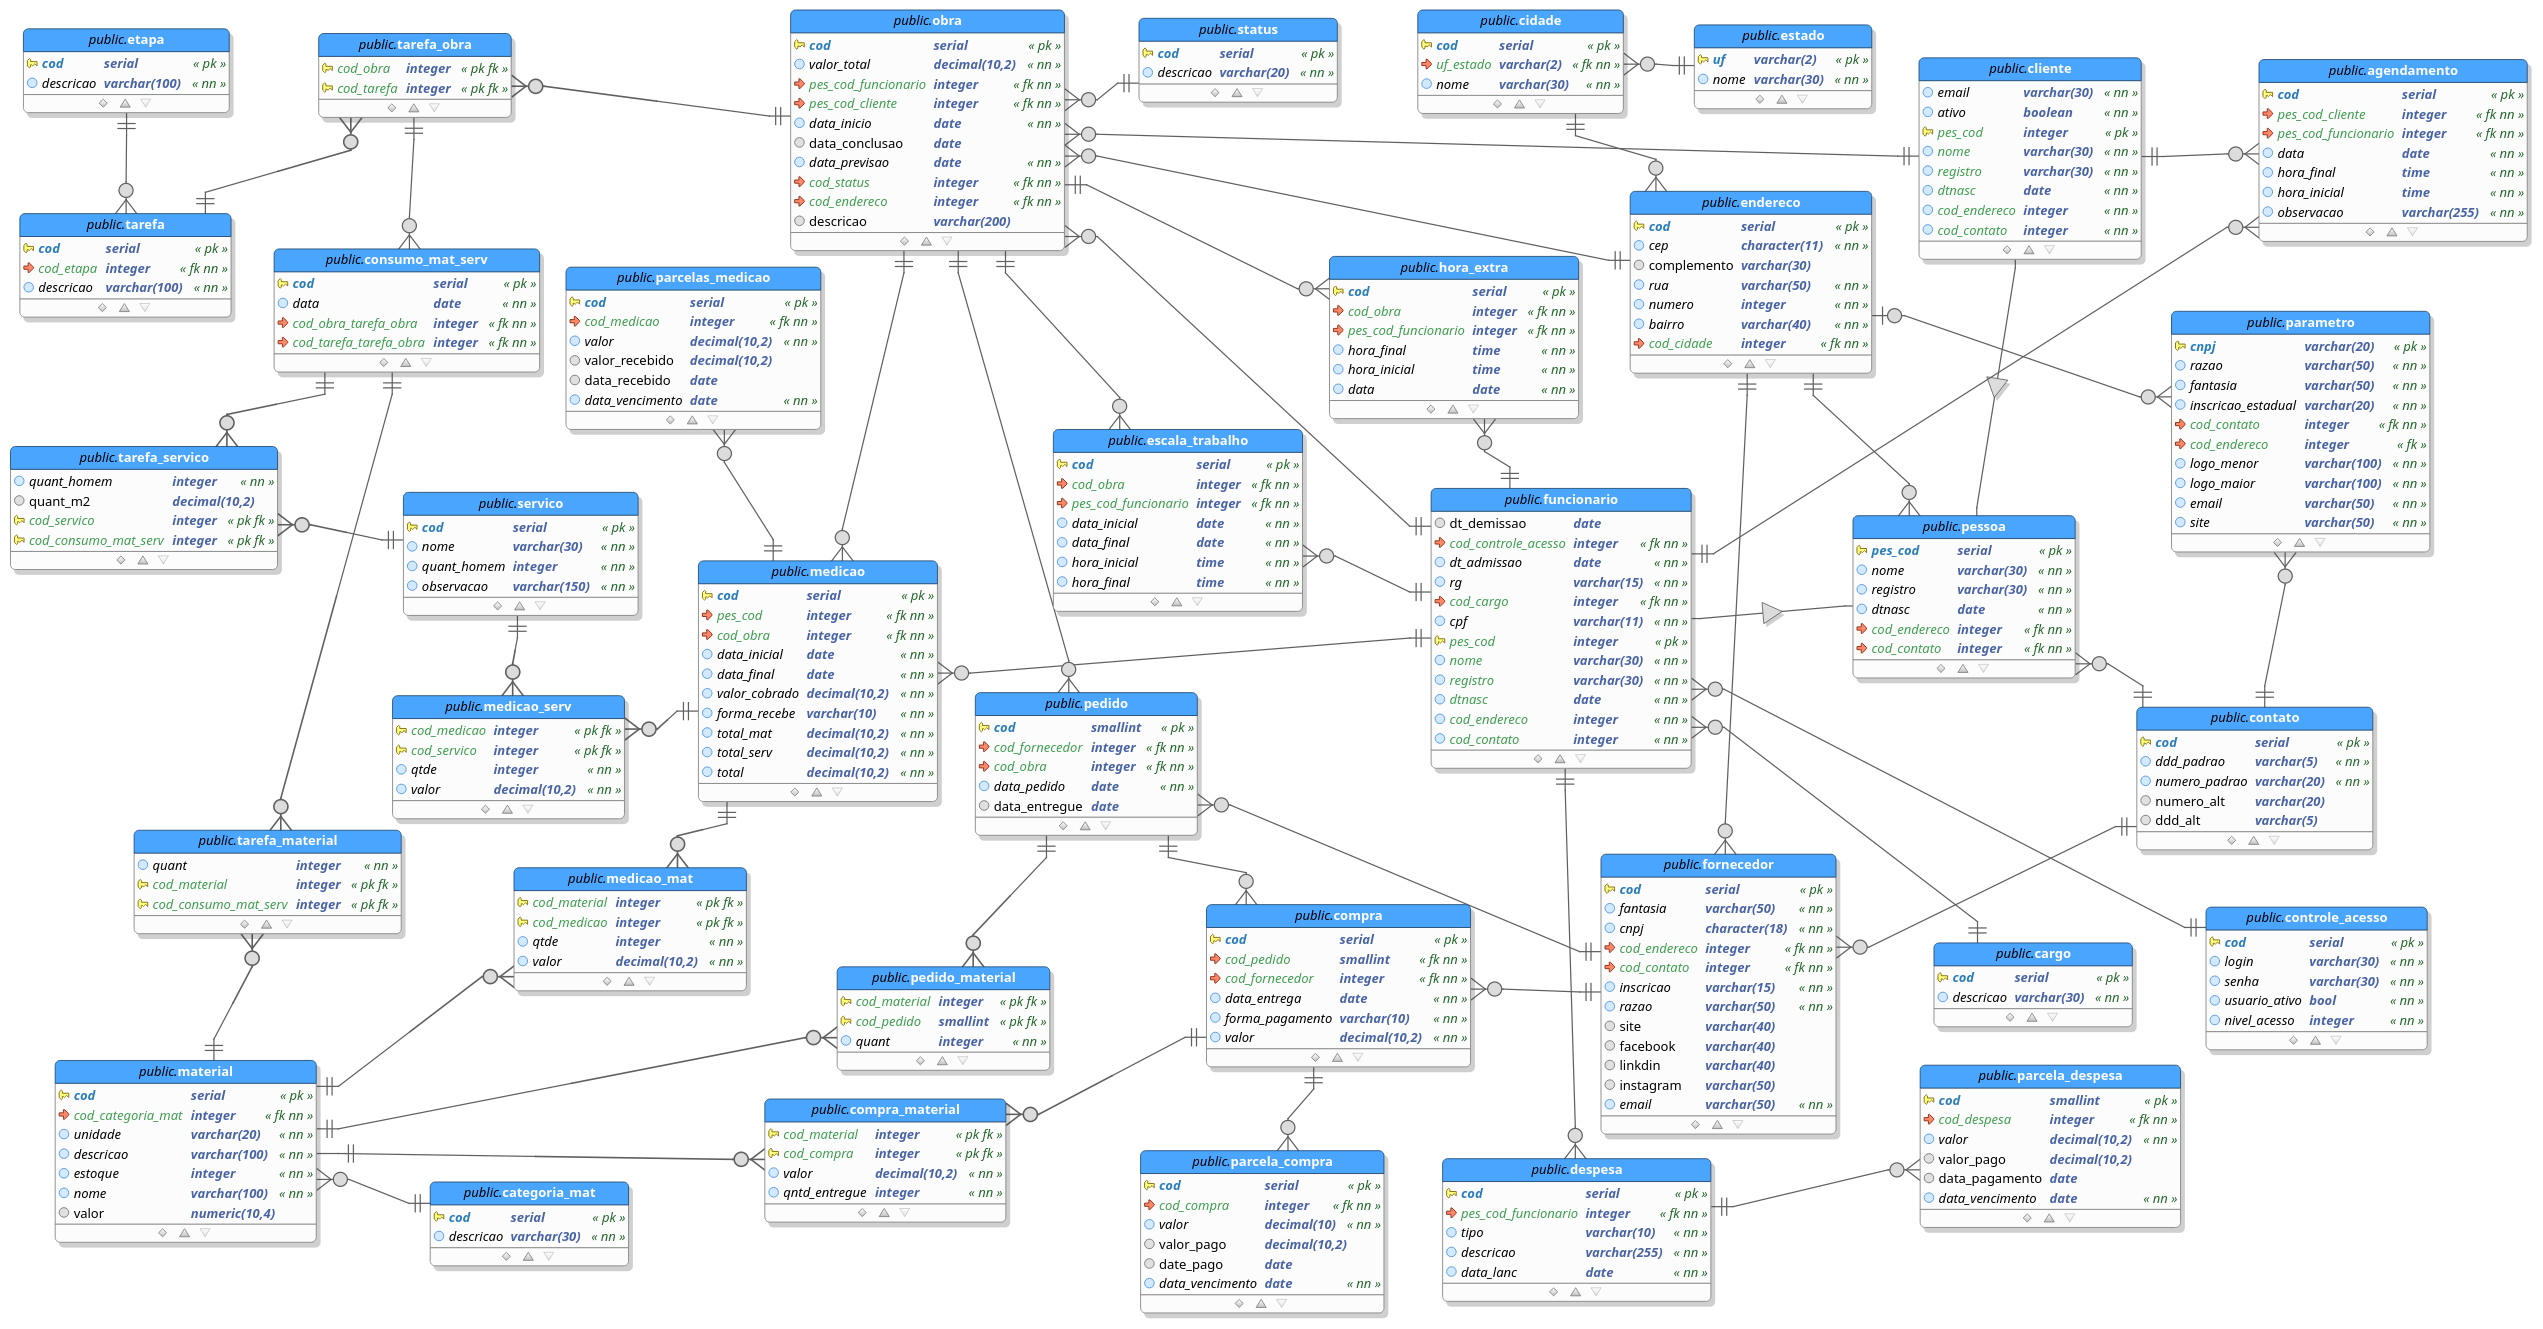 public.etapa
cod serial « pk »
descricao varchar(100) « nn »
public.tarefa_obra
cod_obra integer « pk fk »
cod_tarefa integer « pk fk »
public.obra
cod serial « pk »
valor_total decimal(10,2) « nn »
pes_cod_funcionario integer « fk nn »
pes_cod_cliente integer « fk nn »
data_inicio date « nn »
data_conclusao date
data_previsao date « nn »
cod_status integer « fk nn »
cod_endereco integer « fk nn »
descricao varchar(200)
public.status
cod serial « pk »
descricao varchar(20) « nn »
public.cidade
cod serial « pk »
uf_estado varchar(2) « fk nn »
nome varchar(30) « nn »
public.estado
uf varchar(2) « pk »
nome varchar(30) « nn »
public.cliente
email varchar(30) « nn »
ativo boolean « nn »
pes_cod integer « pk »
nome varchar(30) « nn »
registro varchar(30) « nn »
dtnasc date « nn »
cod_endereco integer « nn »
cod_contato integer « nn »
public.agendamento
cod serial « pk »
pes_cod_cliente integer « fk nn »
pes_cod_funcionario integer « fk nn »
data date « nn »
hora_final time « nn »
hora_inicial time « nn »
observacao varchar(255) « nn »
public.tarefa
cod serial « pk »
cod_etapa integer « fk nn »
descricao varchar(100) « nn »
public.consumo_mat_serv
cod serial « pk »
data date « nn »
cod_obra_tarefa_obra integer « fk nn »
cod_tarefa_tarefa_obra integer « fk nn »
public.parcelas_medicao
cod serial « pk »
cod_medicao integer « fk nn »
valor decimal(10,2) « nn »
valor_recebido decimal(10,2)
data_recebido date
data_vencimento date « nn »
public.hora_extra
cod serial « pk »
cod_obra integer « fk nn »
pes_cod_funcionario integer « fk nn »
hora_final time « nn »
hora_inicial time « nn »
data date « nn »
public.endereco
cod serial « pk »
cep character(11) « nn »
complemento varchar(30)
rua varchar(50) « nn »
numero integer « nn »
bairro varchar(40) « nn »
cod_cidade integer « fk nn »
public.parametro
cnpj varchar(20) « pk »
razao varchar(50) « nn »
fantasia varchar(50) « nn »
inscricao_estadual varchar(20) « nn »
cod_contato integer « fk nn »
cod_endereco integer « fk »
logo_menor varchar(100) « nn »
logo_maior varchar(100) « nn »
email varchar(50) « nn »
site varchar(50) « nn »
public.tarefa_servico
quant_homem integer « nn »
quant_m2 decimal(10,2)
cod_servico integer « pk fk »
cod_consumo_mat_serv integer « pk fk »
public.servico
cod serial « pk »
nome varchar(30) « nn »
quant_homem integer « nn »
observacao varchar(150) « nn »
public.escala_trabalho
cod serial « pk »
cod_obra integer « fk nn »
pes_cod_funcionario integer « fk nn »
data_inicial date « nn »
data_final date « nn »
hora_inicial time « nn »
hora_final time « nn »
public.funcionario
dt_demissao date
cod_controle_acesso integer « fk nn »
dt_admissao date « nn »
rg varchar(15) « nn »
cod_cargo integer « fk nn »
cpf varchar(11) « nn »
pes_cod integer « pk »
nome varchar(30) « nn »
registro varchar(30) « nn »
dtnasc date « nn »
cod_endereco integer « nn »
cod_contato integer « nn »
public.pessoa
pes_cod serial « pk »
nome varchar(30) « nn »
registro varchar(30) « nn »
dtnasc date « nn »
cod_endereco integer « fk nn »
cod_contato integer « fk nn »
public.medicao
cod serial « pk »
pes_cod integer « fk nn »
cod_obra integer « fk nn »
data_inicial date « nn »
data_final date « nn »
valor_cobrado decimal(10,2) « nn »
forma_recebe varchar(10) « nn »
total_mat decimal(10,2) « nn »
total_serv decimal(10,2) « nn »
total decimal(10,2) « nn »
public.medicao_serv
cod_medicao integer « pk fk »
cod_servico integer « pk fk »
qtde integer « nn »
valor decimal(10,2) « nn »
public.pedido
cod smallint « pk »
cod_fornecedor integer « fk nn »
cod_obra integer « fk nn »
data_pedido date « nn »
data_entregue date
public.contato
cod serial « pk »
ddd_padrao varchar(5) « nn »
numero_padrao varchar(20) « nn »
numero_alt varchar(20)
ddd_alt varchar(5)
public.tarefa_material
quant integer « nn »
cod_material integer « pk fk »
cod_consumo_mat_serv integer « pk fk »
public.medicao_mat
cod_material integer « pk fk »
cod_medicao integer « pk fk »
qtde integer « nn »
valor decimal(10,2) « nn »
public.compra
cod serial « pk »
cod_pedido smallint « fk nn »
cod_fornecedor integer « fk nn »
data_entrega date « nn »
forma_pagamento varchar(10) « nn »
valor decimal(10,2) « nn »
public.fornecedor
cod serial « pk »
fantasia varchar(50) « nn »
cnpj character(18) « nn »
cod_endereco integer « fk nn »
cod_contato integer « fk nn »
inscricao varchar(15) « nn »
razao varchar(50) « nn »
site varchar(40)
facebook varchar(40)
linkdin varchar(40)
instagram varchar(50)
email varchar(50) « nn »
public.cargo
cod serial « pk »
descricao varchar(30) « nn »
public.controle_acesso
cod serial « pk »
login varchar(30) « nn »
senha varchar(30) « nn »
usuario_ativo bool « nn »
nivel_acesso integer « nn »
public.pedido_material
cod_material integer « pk fk »
cod_pedido smallint « pk fk »
quant integer « nn »
public.material
cod serial « pk »
cod_categoria_mat integer « fk nn »
unidade varchar(20) « nn »
descricao varchar(100) « nn »
estoque integer « nn »
nome varchar(100) « nn »
valor numeric(10,4)
public.categoria_mat
cod serial « pk »
descricao varchar(30) « nn »
public.compra_material
cod_material integer « pk fk »
cod_compra integer « pk fk »
valor decimal(10,2) « nn »
qntd_entregue integer « nn »
public.parcela_compra
cod serial « pk »
cod_compra integer « fk nn »
valor decimal(10) « nn »
valor_pago decimal(10,2)
date_pago date
data_vencimento date « nn »
public.despesa
cod serial « pk »
pes_cod_funcionario integer « fk nn »
tipo varchar(10) « nn »
descricao varchar(255) « nn »
data_lanc date « nn »
public.parcela_despesa
cod smallint « pk »
cod_despesa integer « fk nn »
valor decimal(10,2) « nn »
valor_pago decimal(10,2)
data_pagamento date
data_vencimento date « nn »